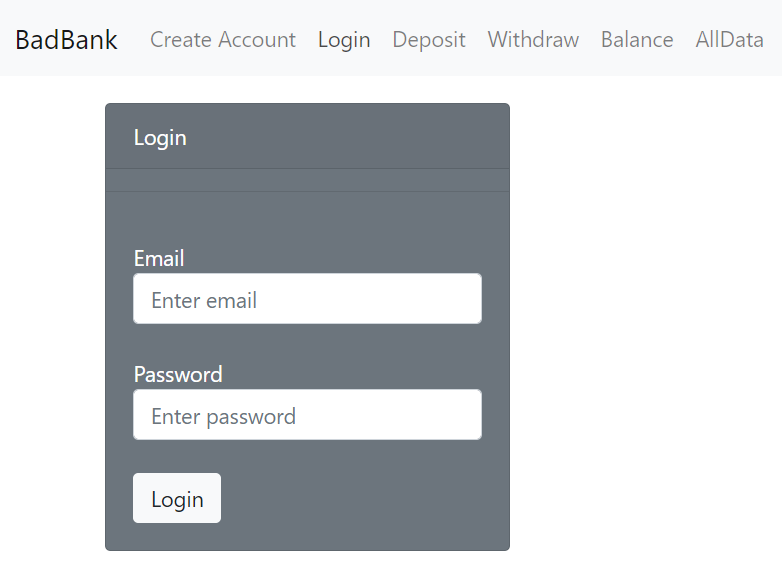 BadBank Create Account Login Deposit Withdraw Balance AllData
Login
Email
Enter email
Password
Enter password
Login